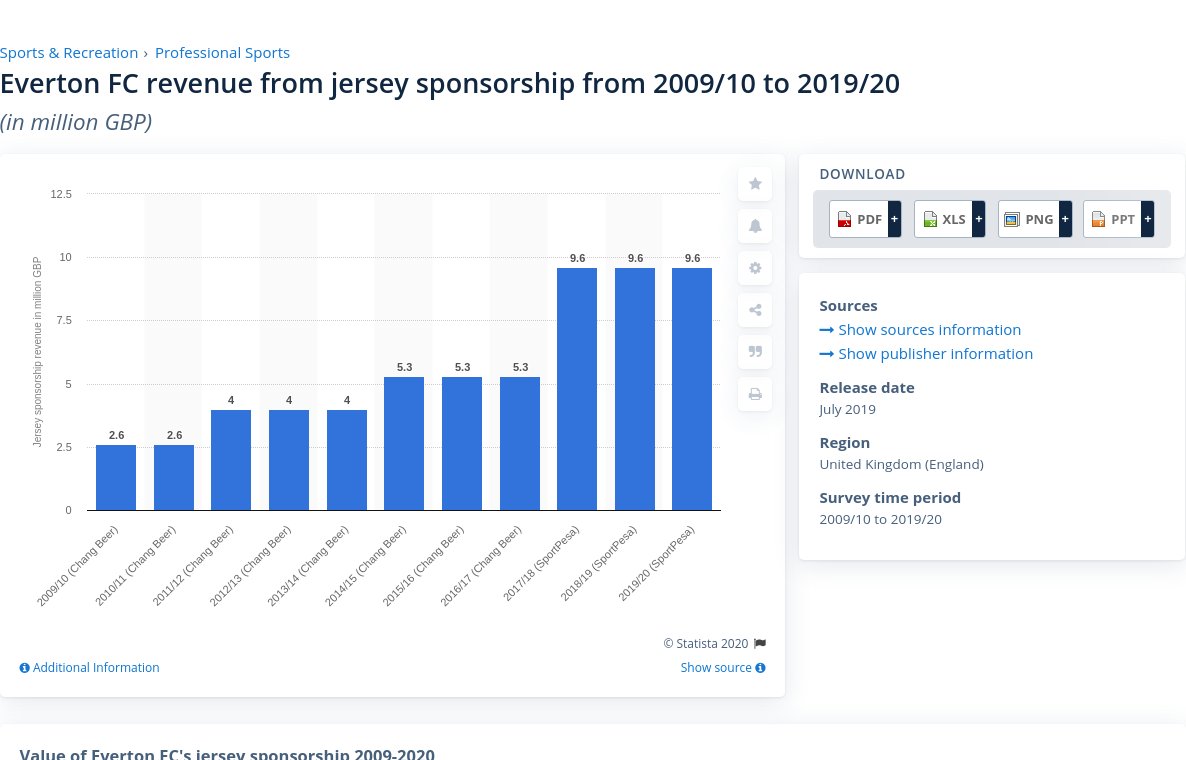 Sports & Recreation › Professional Sports
Everton FC revenue from jersey sponsorship from 2009/10 to 2019/20
(in million GBP)
Jersey sponsorship revenue in million GBP
12.5
10
7.5
5
2.5
0
2.6
2.6
4
4
4
5.3
5.3
5.3
9.6
9.6
9.6
2009/10 (Chang Beer)
2010/11 (Chang Beer)
2011/12 (Chang Beer)
2012/13 (Chang Beer)
2013/14 (Chang Beer)
2014/15 (Chang Beer)
2015/16 (Chang Beer)
2016/17 (Chang Beer)
2017/18 (SportPesa)
2018/19 (SportPesa)
2019/20 (SportPesa)
© Statista 2020
Additional Information
Show source
DOWNLOAD
PDF + XLS + PNG + PPT +
Sources
Show sources information
Show publisher information
Release date
July 2019
Region
United Kingdom (England)
Survey time period
2009/10 to 2019/20
Value of Everton FC's jersey sponsorship 2009-2020